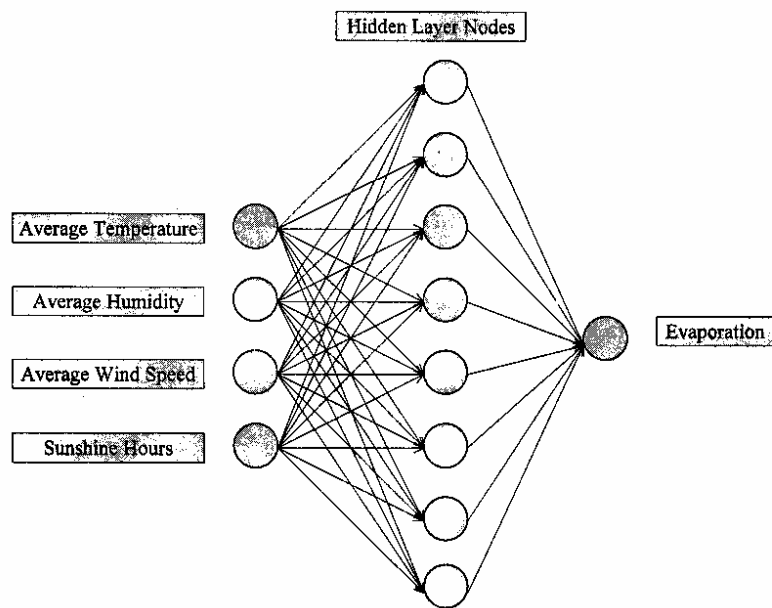 Hidden Layer Nodes
Average Temperature
Average Humidity
Average Wind Speed
Sunshine Hours
Evaporation